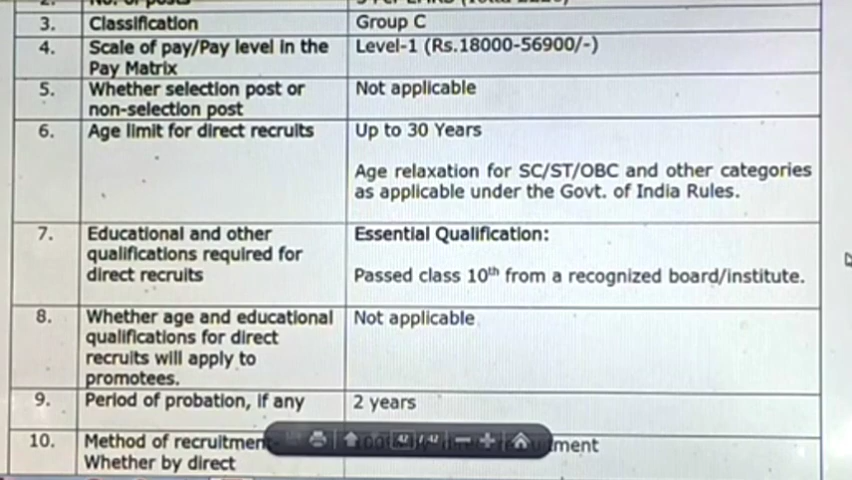 2.
3. Classification Group C
4. Scale of pay/Pay level in the Level-1 (Rs.18000-56900/-)
Pay Matrix
5. Whether selection post or Not applicable
non-selection post
6. Age limit for direct recruits Up to 30 Years
Age relaxation for SC/ST/OBC and other categories
as applicable under the Govt. of India Rules.
7. Educational and other Essential Qualification:
qualifications required for
direct recruits Passed class 10th from a recognized board/institute.
8. Whether age and educational Not applicable
qualifications for direct
recruits will apply to
promotees.
9. Period of probation, if any 2 years
10. Method of recruitment
Whether by direct
42 / 42